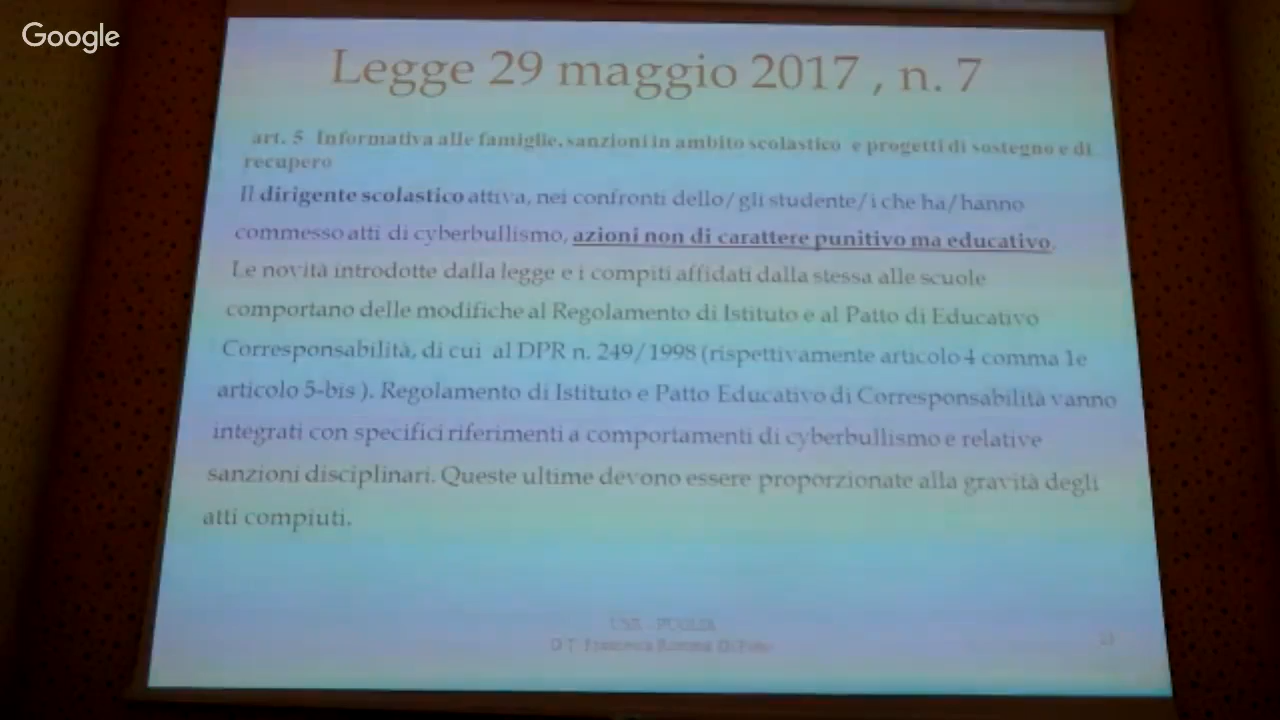 Google
Legge 29 maggio 2017 , n. 7
art. 5 Informativa alle famiglie, sanzioni in ambito scolastico e progetti di sostegno e di
recupero
Il dirigente scolastico attiva, nei confronti dello/gli studente/i che ha/hanno
commesso atti di cyberbullismo, azioni non di carattere punitivo ma educativo.
Le novità introdotte dalla legge e i compiti affidati dalla stessa alle scuole
comportano delle modifiche al Regolamento di Istituto e al Patto di Educativo
Corresponsabilità, di cui al DPR n. 249/1998 (rispettivamente articolo 4 comma 1e
articolo 5-bis ). Regolamento di Istituto e Patto Educativo di Corresponsabilità vanno
integrati con specifici riferimenti a comportamenti di cyberbullismo e relative
sanzioni disciplinari. Queste ultime devono essere proporzionate alla gravità degli
atti compiuti.
USR - PUGLIA
Francesca Romana